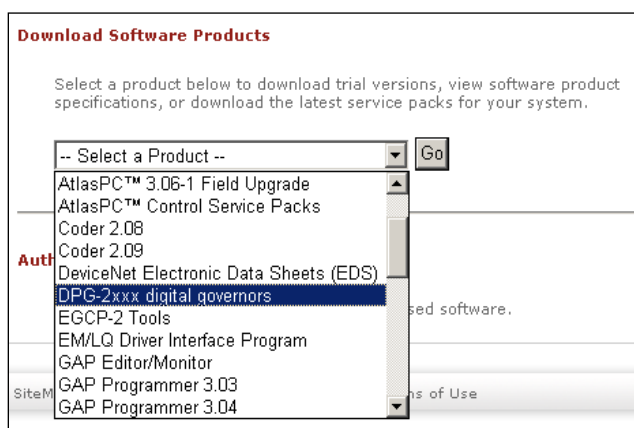 Download Software Products
Select a product below to download trial versions, view software product
specifications, or download the latest service packs for your system.
-- Select a Product --
Go
AtlasPC™ 3.06-1 Field Upgrade
AtlasPC™ Control Service Packs
Coder 2.08
Coder 2.09
Auth
DeviceNet Electronic Data Sheets (EDS)
DPG-2xxx digital governors
EGCP-2 Tools
sed software.
EM/LQ Driver Interface Program
GAP Editor/Monitor
GAP Programmer 3.03
SiteM
ns of Use
GAP Programmer 3.04